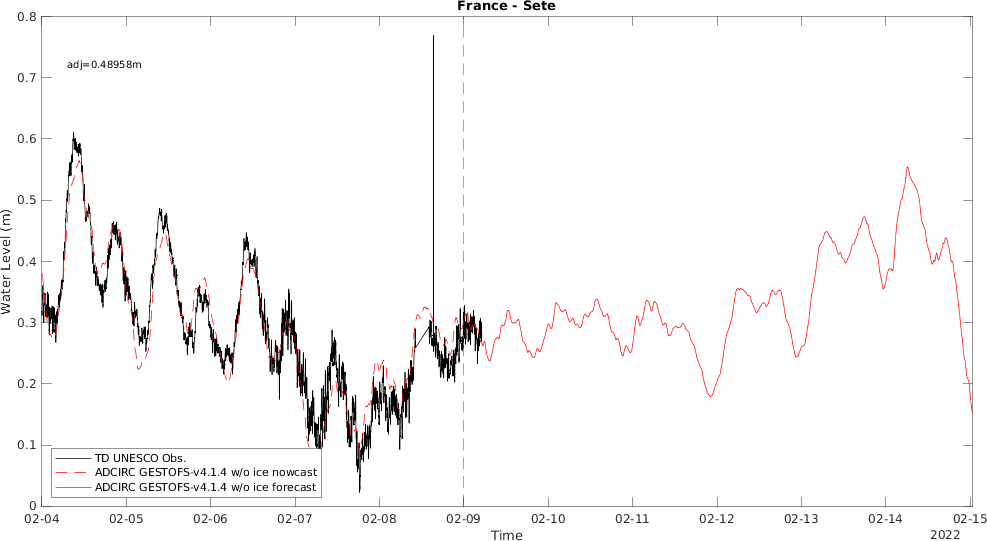 France - Sete
adj=0.48958m
Water Level (m)
0.8
0.7
0.6
0.5
0.4
0.3
0.2
0.1
0
TD UNESCO Obs.
ADCIRC GESTOFS-v4.1.4 w/o ice nowcast
ADCIRC GESTOFS-v4.1.4 w/o ice forecast
02-04 02-05 02-06 02-07 02-08 02-09 02-10 02-11 02-12 02-13 02-14 02-15
Time
2022